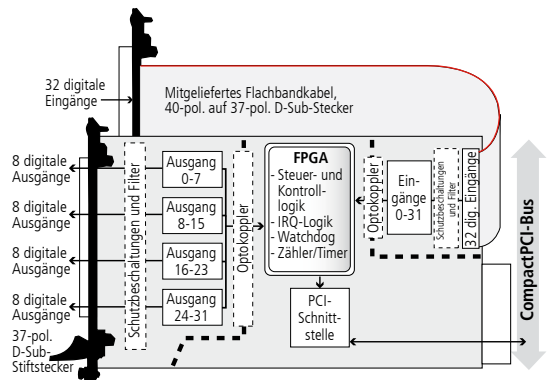 32 digitale
Eingänge
Mitgeliefertes Flachbandkabel,
40-pol. auf 37-pol. D-Sub-Stecker
8 digitale
Ausgänge
8 digitale
Ausgänge
8 digitale
Ausgänge
8 digitale
Ausgänge
37-pol.
D-Sub-
Stiftstecker
Schutzbeschaltungen und Filter
Ausgang
0-7
Ausgang
8-15
Ausgang
16-23
Ausgang
24-31
Optokoppler
FPGA
- Steuer- und
Kontroll-
logik
- IRQ-Logik
- Watchdog
- Zähler/Timer
PCI-
Schnitt-
stelle
Optokoppler
Ein-
gänge
0-31
Schutzbeschaltungen
und Filter
32 dig. Eingänge
CompactPCI-Bus